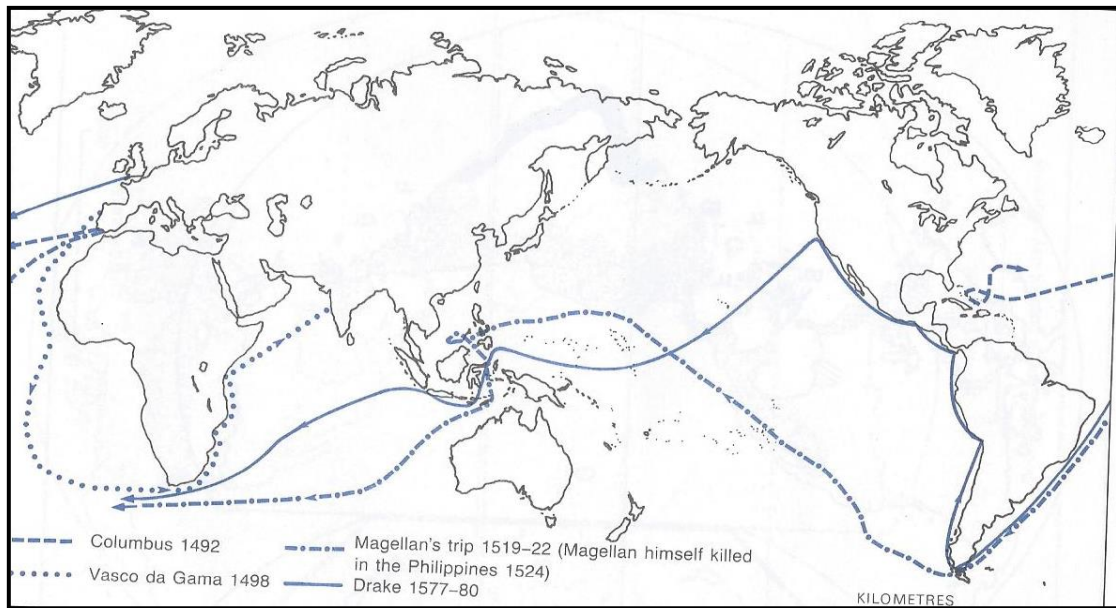 Columbus 1492
Vasco da Gama 1498
Magellan's trip 1519–22 (Magellan himself killed
in the Philippines 1524)
Drake 1577–80
KILOMETRES